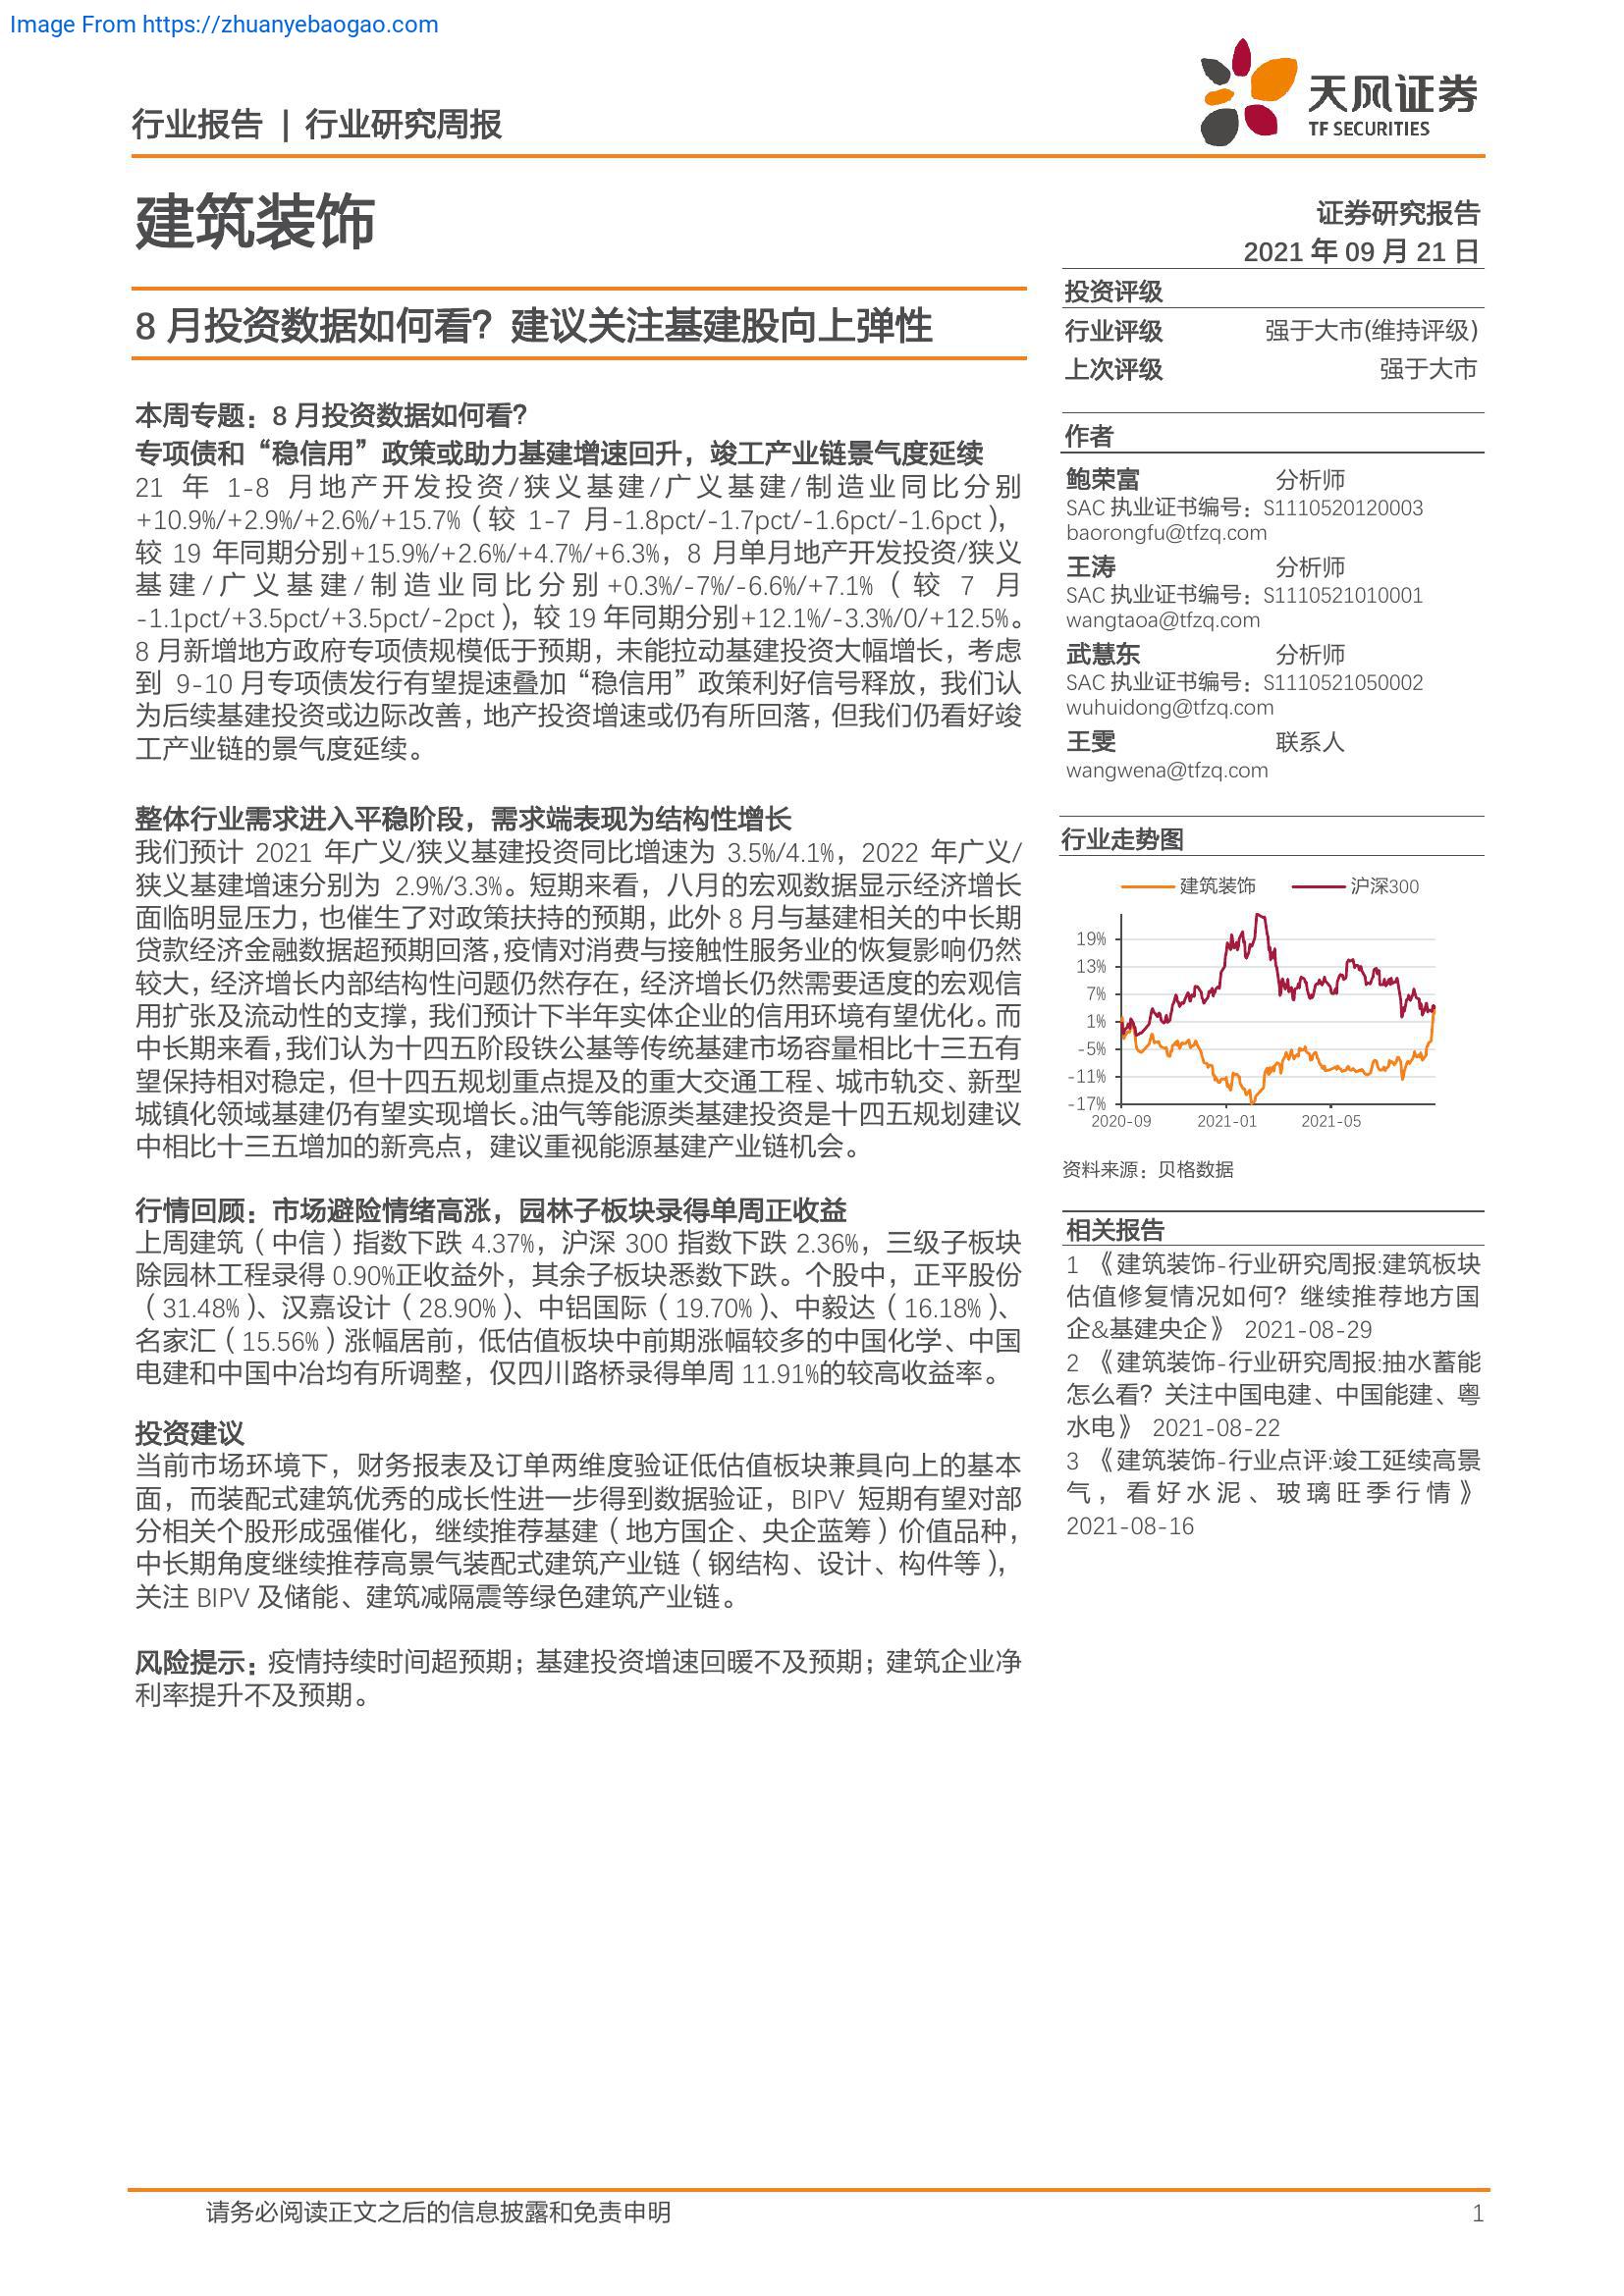 Image From https://zhuanyebaogao.com
天风证券
TF SECURITIES
行业报告 | 行业研究周报
建筑装饰
证券研究报告
2021 年 09 月 21 日
8 月投资数据如何看？建议关注基建股向上弹性
本周专题：8 月投资数据如何看？
专项债和“稳信用”政策或助力基建增速回升，竣工产业链景气度延续
21 年 1-8 月地产开发投资/狭义基建/广义基建/制造业同比分别
+10.9%/+2.9%/+2.6%/+15.7%（较 1-7 月-1.8pct/-1.7pct/-1.6pct/-1.6pct），
较 19 年同期分别+15.9%/+2.6%/+4.7%/+6.3%，8 月单月地产开发投资/狭义
基建/广义基建/制造业同比分别+0.3%/-7%/-6.6%/+7.1%（较 7 月
-1.1pct/+3.5pct/+3.5pct/-2pct），较 19 年同期分别+12.1%/-3.3%/0/+12.5%。
8 月新增地方政府专项债规模低于预期，未能拉动基建投资大幅增长，考虑
到 9-10 月专项债发行有望提速叠加“稳信用”政策利好信号释放，我们认
为后续基建投资或边际改善，地产投资增速或仍有所回落，但我们仍看好竣
工产业链的景气度延续。
整体行业需求进入平稳阶段，需求端表现为结构性增长
我们预计 2021 年广义/狭义基建投资同比增速为 3.5%/4.1%，2022 年广义/
狭义基建增速分别为 2.9%/3.3%。短期来看，八月的宏观数据显示经济增长
面临明显压力，也催生了对政策扶持的预期，此外 8 月与基建相关的中长期
贷款经济金融数据超预期回落，疫情对消费与接触性服务业的恢复影响仍然
较大，经济增长内部结构性问题仍然存在，经济增长仍然需要适度的宏观信
用扩张及流动性的支撑，我们预计下半年实体企业的信用环境有望优化。而
中长期来看，我们认为十四五阶段铁公基等传统基建市场容量相比十三五有
望保持相对稳定，但十四五规划重点提及的重大交通工程、城市轨交、新型
城镇化领域基建仍有望实现增长。油气等能源类基建投资是十四五规划建议
中相比十三五增加的新亮点，建议重视能源基建产业链机会。
行情回顾：市场避险情绪高涨，园林子板块录得单周正收益
上周建筑（中信）指数下跌 4.37%，沪深 300 指数下跌 2.36%，三级子板块
除园林工程录得 0.90%正收益外，其余子板块悉数下跌。个股中，正平股份
（31.48%）、汉嘉设计（28.90%）、中铝国际（19.70%）、中毅达（16.18%）、
名家汇（15.56%）涨幅居前，低估值板块中前期涨幅较多的中国化学、中国
电建和中国中冶均有所调整，仅四川路桥录得单周 11.91%的较高收益率。
投资建议
当前市场环境下，财务报表及订单两维度验证低估值板块兼具向上的基本
面，而装配式建筑优秀的成长性进一步得到数据验证，BIPV 短期有望对部
分相关个股形成强催化，继续推荐基建（地方国企、央企蓝筹）价值品种，
中长期角度继续推荐高景气装配式建筑产业链（钢结构、设计、构件等），
关注 BIPV 及储能、建筑减隔震等绿色建筑产业链。
风险提示：疫情持续时间超预期；基建投资增速回暖不及预期；建筑企业净
利率提升不及预期。
投资评级
行业评级 强于大市(维持评级)
上次评级 强于大市
作者
鲍荣富 分析师
SAC 执业证书编号：S1110520120003
baorongfu@tfzq.com
王涛 分析师
SAC 执业证书编号：S1110521010001
wangtaoa@tfzq.com
武慧东 分析师
SAC 执业证书编号：S1110521050002
wuhuidong@tfzq.com
王雯 联系人
wangwena@tfzq.com
行业走势图
建筑装饰 沪深300
19%
13%
7%
1%
-5%
-11%
-17%
2020-09 2021-01 2021-05
资料来源：贝格数据
相关报告
1 《建筑装饰-行业研究周报:建筑板块
估值修复情况如何？继续推荐地方国
企&基建央企》 2021-08-29
2 《建筑装饰-行业研究周报:抽水蓄能
怎么看？关注中国电建、中国能建、粤
水电》 2021-08-22
3 《建筑装饰-行业点评:竣工延续高景
气，看好水泥、玻璃旺季行情》
2021-08-16
请务必阅读正文之后的信息披露和免责申明 1